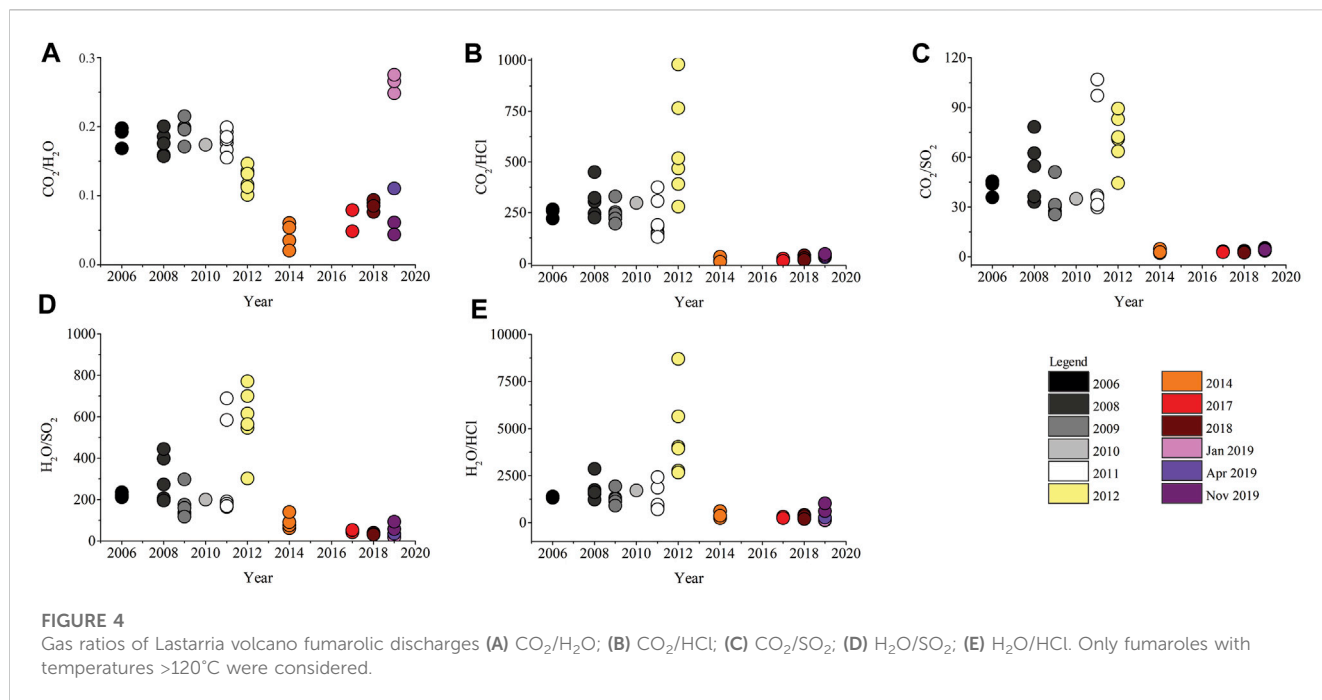 A
0.3
0.2
0.1
0.0
CO₂/H₂O
2006 2008 2010 2012 2014 2016 2018 2020
Year
B
1000
750
500
250
0
CO₂/HCl
2006 2008 2010 2012 2014 2016 2018 2020
Year
C
120
90
60
30
0
CO₂/SO₂
2006 2008 2010 2012 2014 2016 2018 2020
Year
D
1000
800
600
400
200
0
H₂O/SO₂
2006 2008 2010 2012 2014 2016 2018 2020
Year
E
10000
7500
5000
2500
0
H₂O/HCl
2006 2008 2010 2012 2014 2016 2018 2020
Year
Legend
2006
2008
2009
2010
2011
2012
2014
2017
2018
Jan 2019
Apr 2019
Nov 2019
FIGURE 4
Gas ratios of Lastarria volcano fumarolic discharges (A) CO₂/H₂O; (B) CO₂/HCl; (C) CO₂/SO₂; (D) H₂O/SO₂; (E) H₂O/HCl. Only fumaroles with
temperatures >120°C were considered.